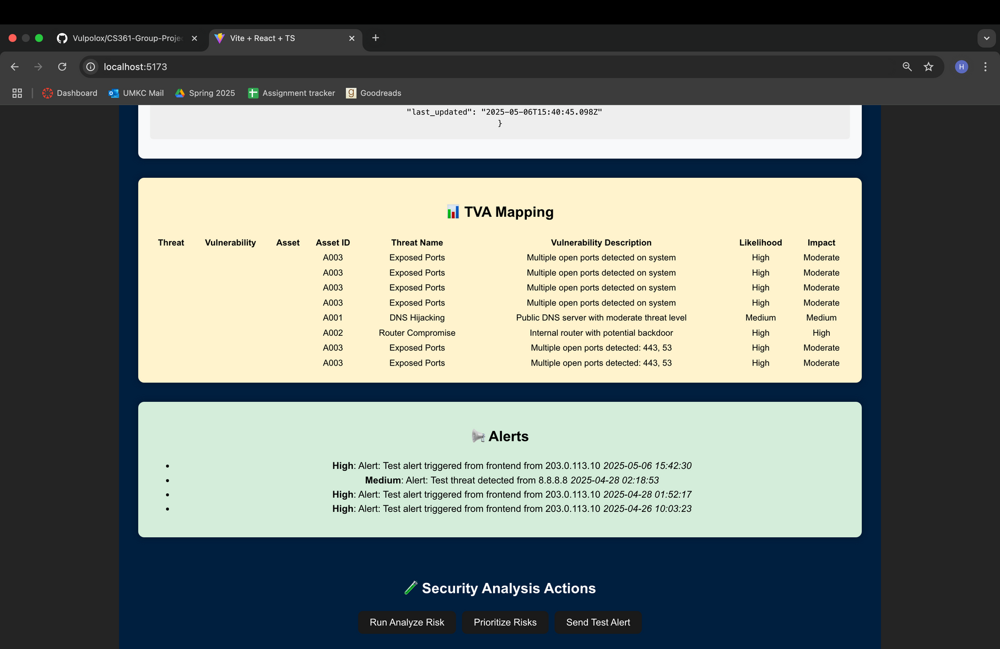 Vulpolox/CS361-Group-Proje
Vite + React + TS
localhost:5173
H
Dashboard
UMKC Mail
Spring 2025
Assignment tracker
g Goodreads
"last_updated": "2025-05-06T15:40:45.098Z"
}
TVA Mapping
Threat Vulnerability Asset Asset ID Threat Name Vulnerability Description Likelihood Impact
A003 Exposed Ports Multiple open ports detected on system High Moderate
A003 Exposed Ports Multiple open ports detected on system High Moderate
A003 Exposed Ports Multiple open ports detected on system High Moderate
A003 Exposed Ports Multiple open ports detected on system High Moderate
A001 DNS Hijacking Public DNS server with moderate threat level Medium Medium
A002 Router Compromise Internal router with potential backdoor High High
A003 Exposed Ports Multiple open ports detected: 443, 53 High Moderate
A003 Exposed Ports Multiple open ports detected: 443, 53 High Moderate
Alerts
• High: Alert: Test alert triggered from frontend from 203.0.113.10 2025-05-06 15:42:30
• Medium: Alert: Test threat detected from 8.8.8.8 2025-04-28 02:18:53
• High: Alert: Test alert triggered from frontend from 203.0.113.10 2025-04-28 01:52:17
• High: Alert: Test alert triggered from frontend from 203.0.113.10 2025-04-26 10:03:23
Security Analysis Actions
Run Analyze Risk
Prioritize Risks
Send Test Alert